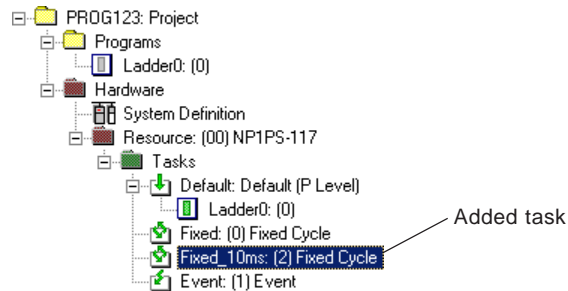 PROG123: Project
Programs
Ladder0: (0)
Hardware
System Definition
Resource: (00) NP1PS-117
Tasks
Default: Default (P Level)
Ladder0: (0)
Fixed: (0) Fixed Cycle
Fixed_10ms: (2) Fixed Cycle
Event: (1) Event
Added task